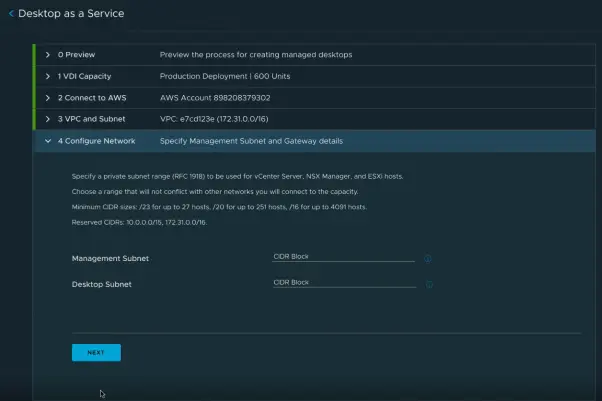 Desktop as a Service
0 Preview Preview the process for creating managed desktops
1 VDI Capacity Production Deployment | 600 Units
2 Connect to AWS AWS Account 898208379302
3 VPC and Subnet VPC: e7cd123e (172.31.0.0/16)
4 Configure Network Specify Management Subnet and Gateway details
Specify a private subnet range (RFC 1918) to be used for vCenter Server, NSX Manager, and ESXi hosts.
Choose a range that will not conflict with other networks you will connect to the capacity.
Minimum CIDR sizes: /23 for up to 27 hosts, /20 for up to 251 hosts, /16 for up to 4091 hosts.
Reserved CIDRs: 10.0.0.0/15, 172.31.0.0/16.
Management Subnet CIDR Block
Desktop Subnet CIDR Block
NEXT